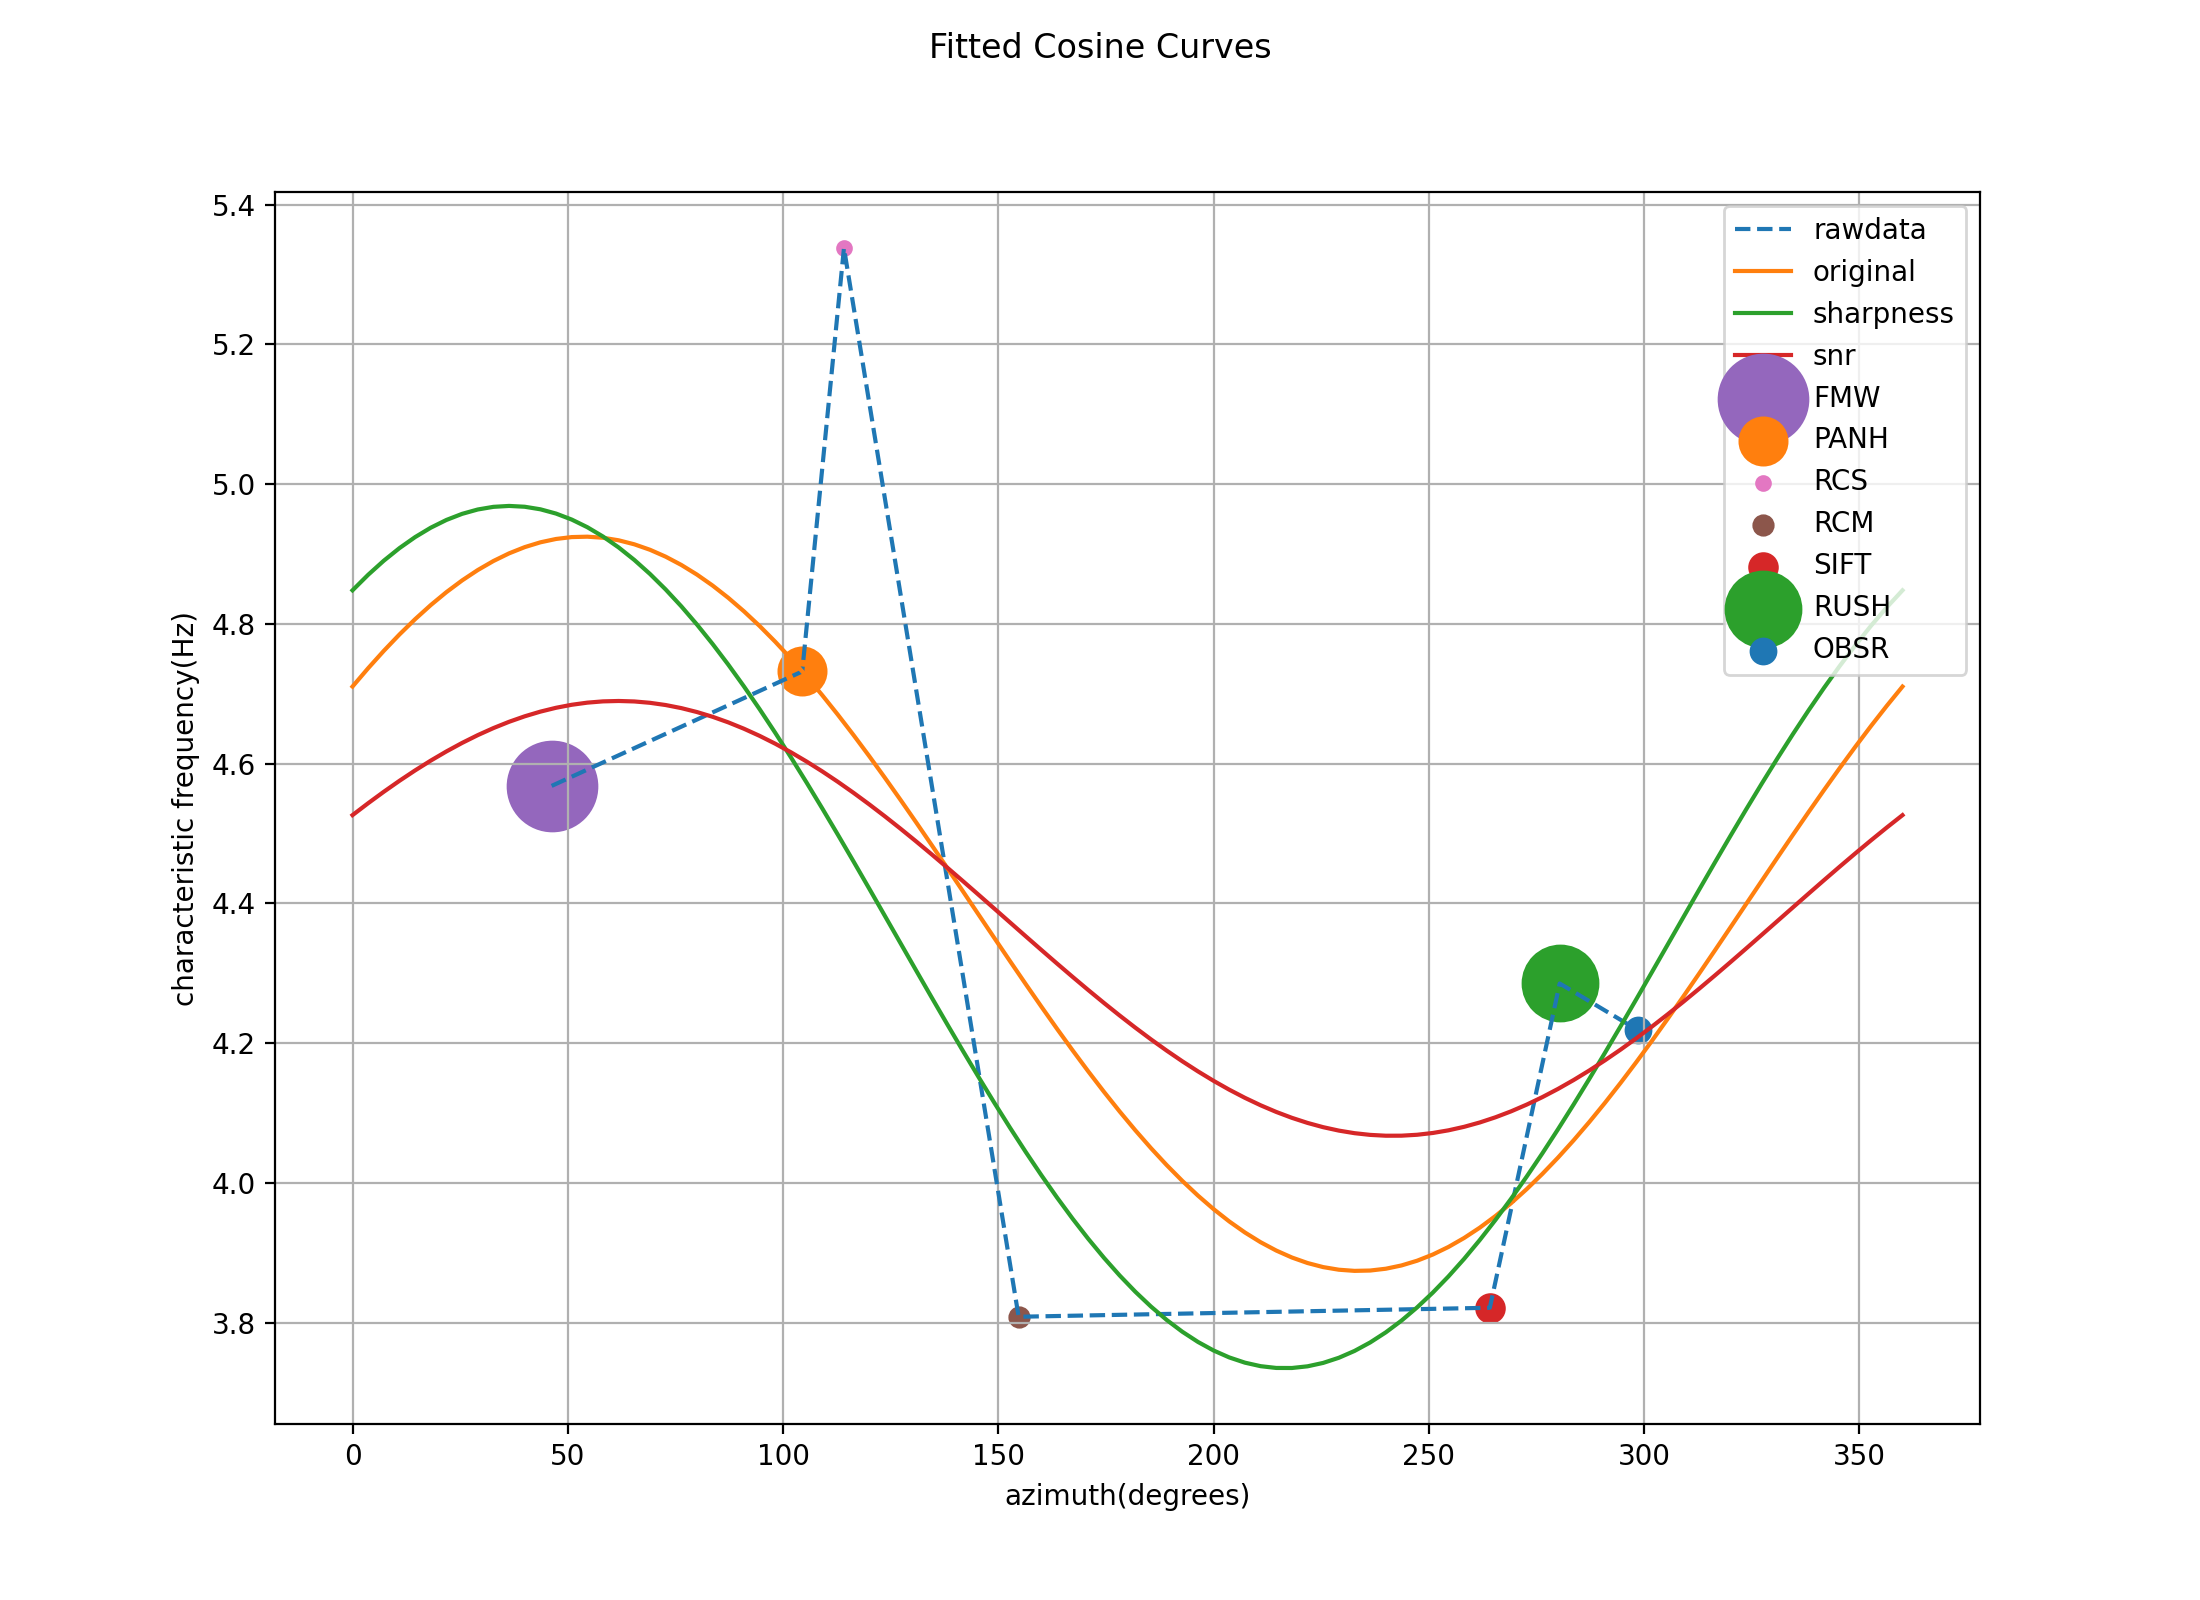 Fitted Cosine Curves
5.4
5.2
5.0
4.8
4.6
4.4
4.2
4.0
3.8
characteristic frequency(Hz)
rawdata
original
sharpness
snr
FMW
PANH
RCS
RCM
SIFT
RUSH
OBSR
0 50 100 150 200 250 300 350
azimuth(degrees)